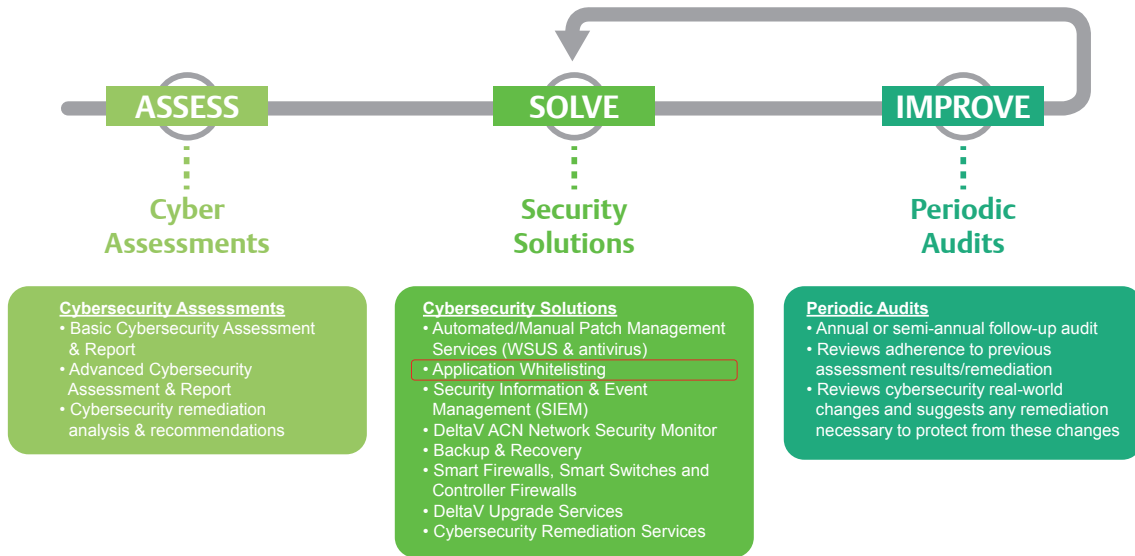 ASSESS
SOLVE
IMPROVE
Cyber
Assessments
Security
Solutions
Periodic
Audits
Cybersecurity Assessments
• Basic Cybersecurity Assessment
& Report
• Advanced Cybersecurity
Assessment & Report
• Cybersecurity remediation
analysis & recommendations
Cybersecurity Solutions
• Automated/Manual Patch Management
Services (WSUS & antivirus)
• Application Whitelisting
• Security Information & Event
Management (SIEM)
• DeltaV ACN Network Security Monitor
• Backup & Recovery
• Smart Firewalls, Smart Switches and
Controller Firewalls
• DeltaV Upgrade Services
• Cybersecurity Remediation Services
Periodic Audits
• Annual or semi-annual follow-up audit
• Reviews adherence to previous
assessment results/remediation
• Reviews cybersecurity real-world
changes and suggests any remediation
necessary to protect from these changes